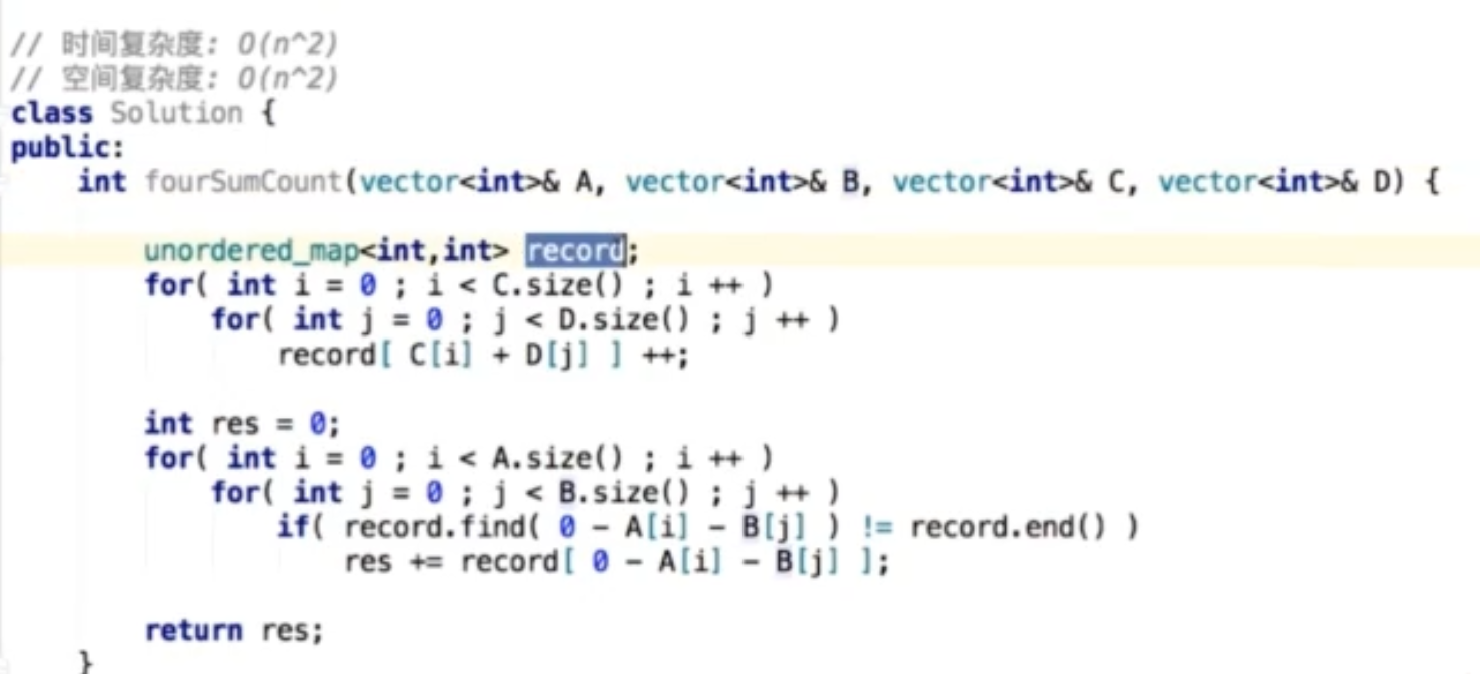 // 时间复杂度: O(n^2)
// 空间复杂度: O(n^2)
class Solution {
public:
    int fourSumCount(vector<int>& A, vector<int>& B, vector<int>& C, vector<int>& D) {
        unordered_map<int,int> record;
        for( int i = 0 ; i < C.size() ; i ++ )
            for( int j = 0 ; j < D.size() ; j ++ )
                record[ C[i] + D[j] ] ++;
        int res = 0;
        for( int i = 0 ; i < A.size() ; i ++ )
            for( int j = 0 ; j < B.size() ; j ++ )
                if( record.find( 0 - A[i] - B[j] ) != record.end() )
                    res += record[ 0 - A[i] - B[j] ];
        return res;
    }